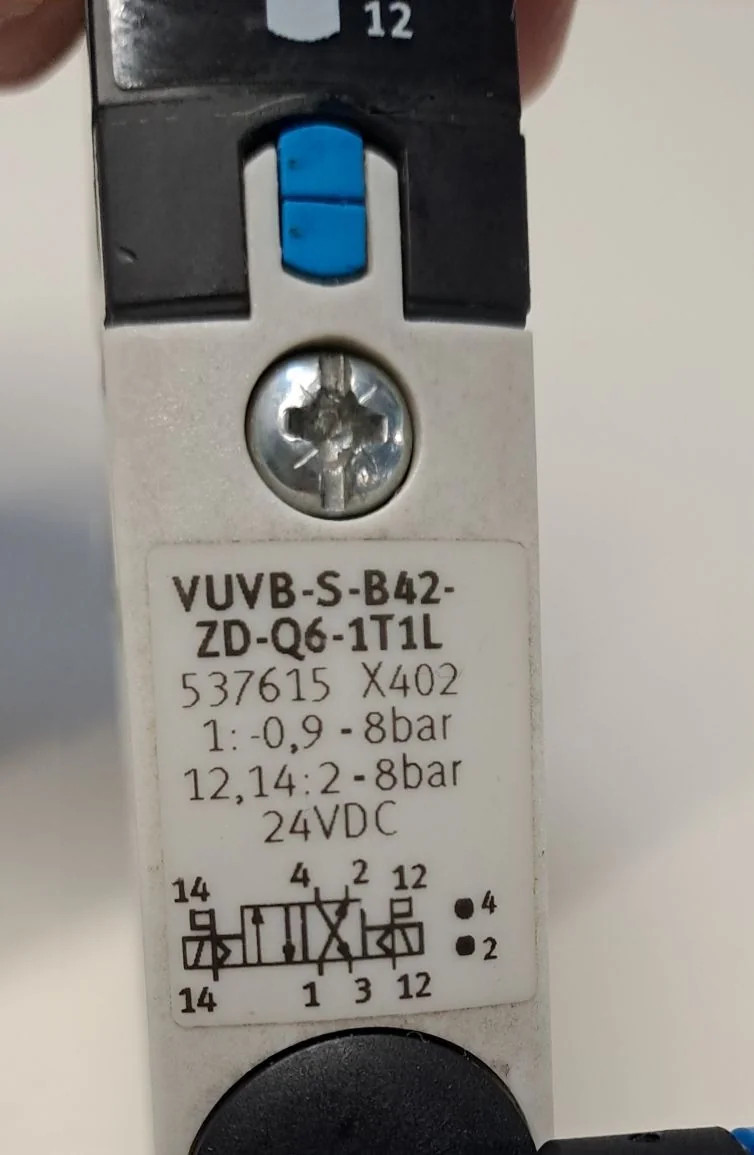 12
VUVB-S-B42-
ZD-Q6-1T1L
537615 X402
1: -0,9 - 8bar
12,14: 2 - 8bar
24VDC
14 4 2 12
4
2
14 1 3 12